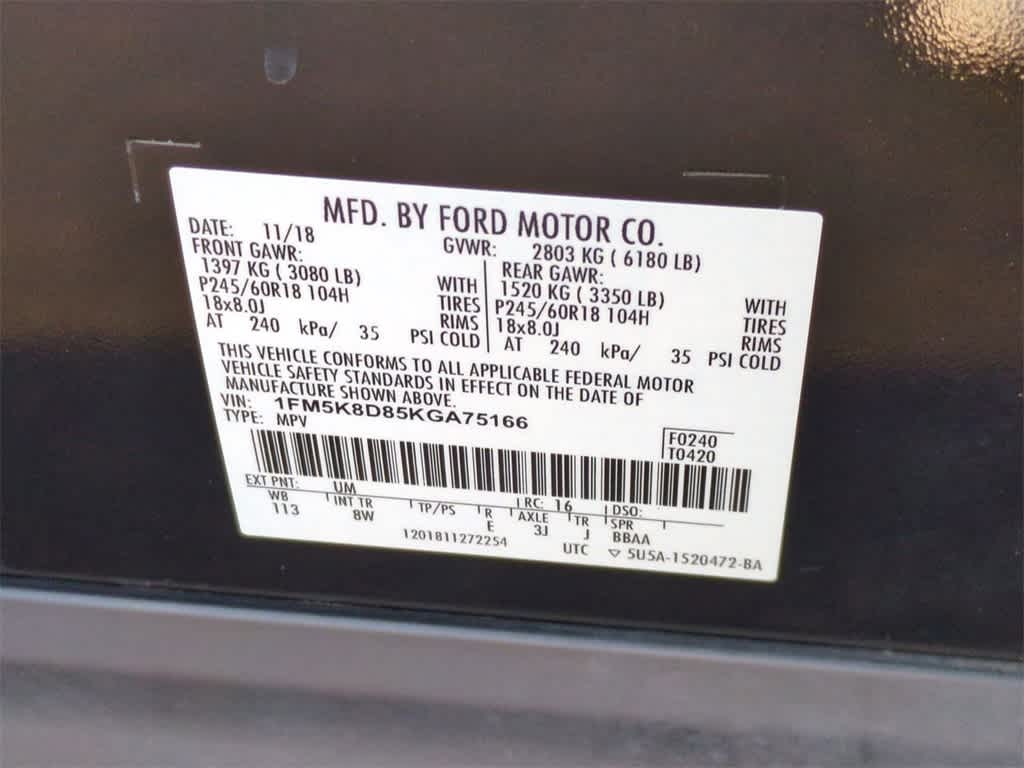 MFD. BY FORD MOTOR CO.
DATE: 11/18 GVWR: 2803 KG ( 6180 LB)
FRONT GAWR: REAR GAWR:
1397 KG ( 3080 LB) WITH 1520 KG ( 3350 LB) WITH
P245/60R18 104H TIRES P245/60R18 104H TIRES
18x8.0J RIMS 18x8.0J RIMS
AT 240 kPa/ 35 PSI COLD AT 240 kPa/ 35 PSI COLD
THIS VEHICLE CONFORMS TO ALL APPLICABLE FEDERAL MOTOR
VEHICLE SAFETY STANDARDS IN EFFECT ON THE DATE OF
MANUFACTURE SHOWN ABOVE.
VIN: 1FM5K8D85KGA75166
TYPE: MPV
F0240
T0420
EXT PNT: UM RC: 16 DSO:
WB INT TR TP/PS R AXLE TR SPR
113 8W E 3J J BBAA
1201811272254 UTC ▽ 5U5A-1520472-BA